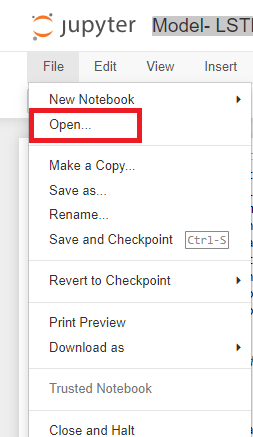 jupyter Model- LST
File Edit View Insert
New Notebook
Open...
Make a Copy...
Save as...
Rename...
Save and Checkpoint Ctrl-S
Revert to Checkpoint
Print Preview
Download as
Trusted Notebook
Close and Halt